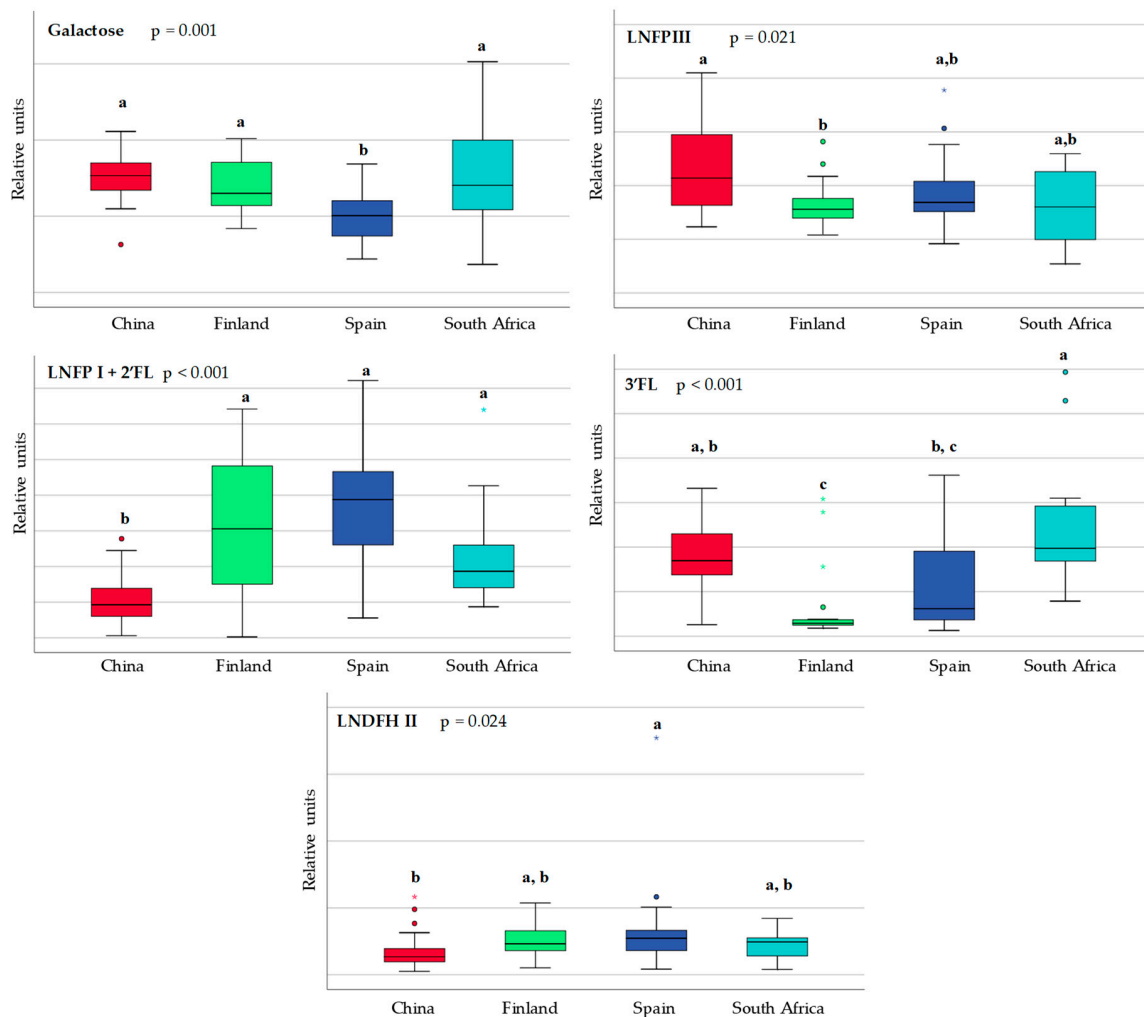 Galactose p = 0.001
a
a
a
b
Relative units
China Finland Spain South Africa
LNFPIII p = 0.021
a
a,b
b
a,b
Relative units
China Finland Spain South Africa
LNFP I + 2’FL p < 0.001
a
a
a
b
Relative units
China Finland Spain South Africa
3’FL p < 0.001
a
a, b
b, c
c
Relative units
China Finland Spain South Africa
LNDFH II p = 0.024
a
b
a, b
a, b
Relative units
China Finland Spain South Africa